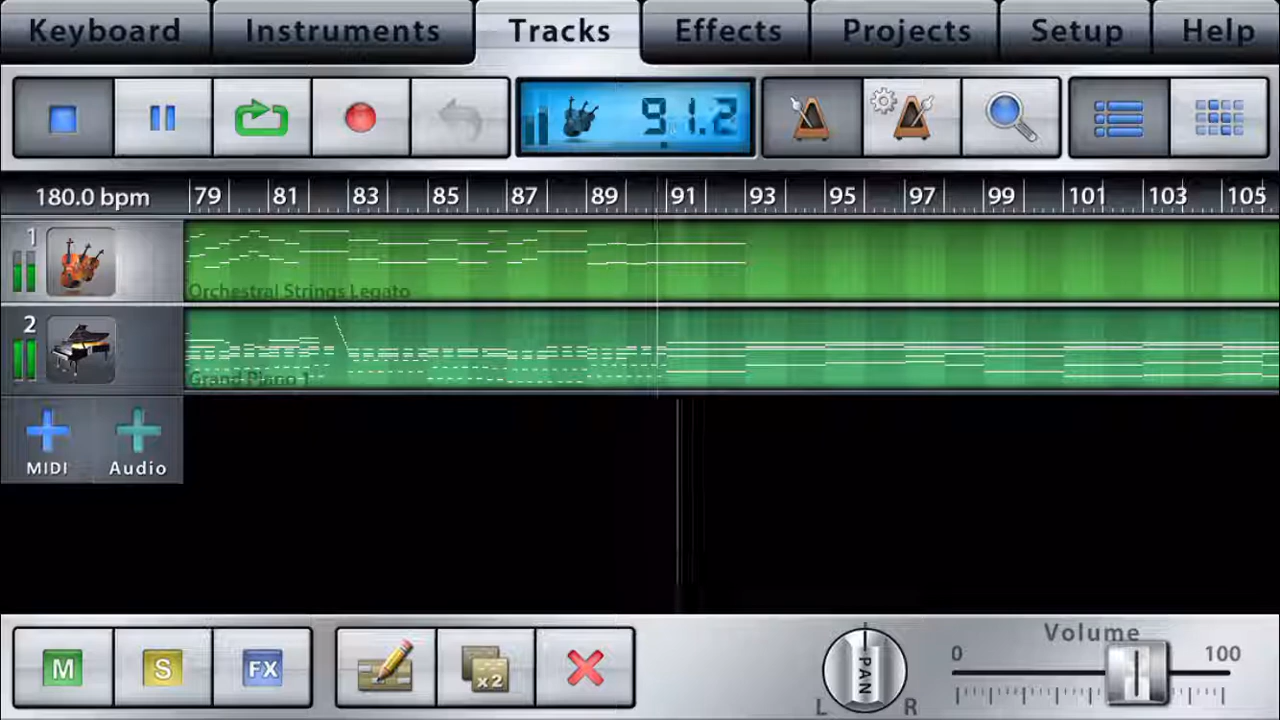 Keyboard Instruments Tracks Effects Projects Setup Help
91.2
180.0 bpm 79 81 83 85 87 89 91 93 95 97 99 101 103 105
1
Orchestral Strings Legato
2
Grand Piano 1
MIDI Audio
M S FX x2
PAN
L R
Volume
0 100